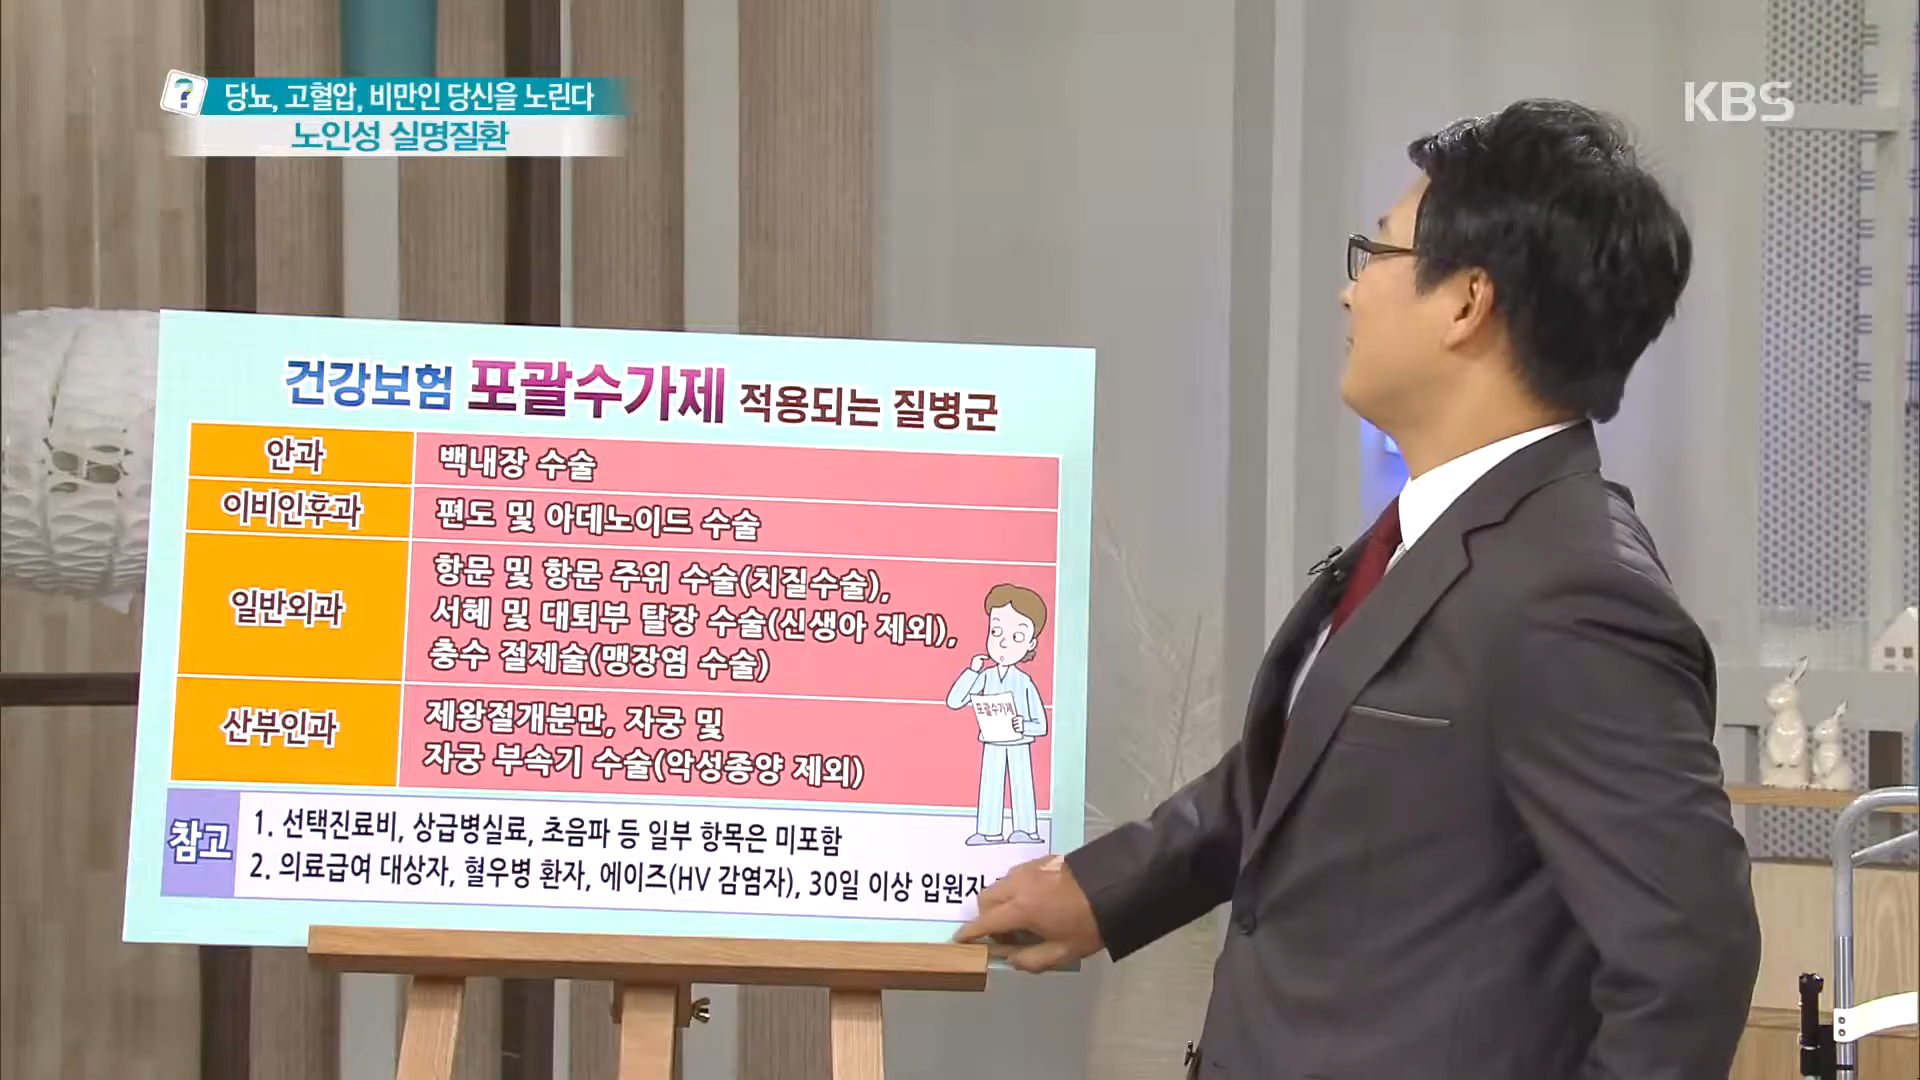 당뇨, 고혈압, 비만인 당신을 노린다
노인성 실명질환
KBS
건강보험 포괄수가제 적용되는 질병군
안과
백내장 수술
이비인후과
편도 및 아데노이드 수술
일반외과
항문 및 항문 주위 수술(치질수술),
서혜 및 대퇴부 탈장 수술(신생아 제외),
충수 절제술(맹장염 수술)
산부인과
제왕절개분만, 자궁 및
자궁 부속기 수술(악성종양 제외)
포괄수가제
참고
1. 선택진료비, 상급병실료, 초음파 등 일부 항목은 미포함
2. 의료급여 대상자, 혈우병 환자, 에이즈(HV 감염자), 30일 이상 입원자